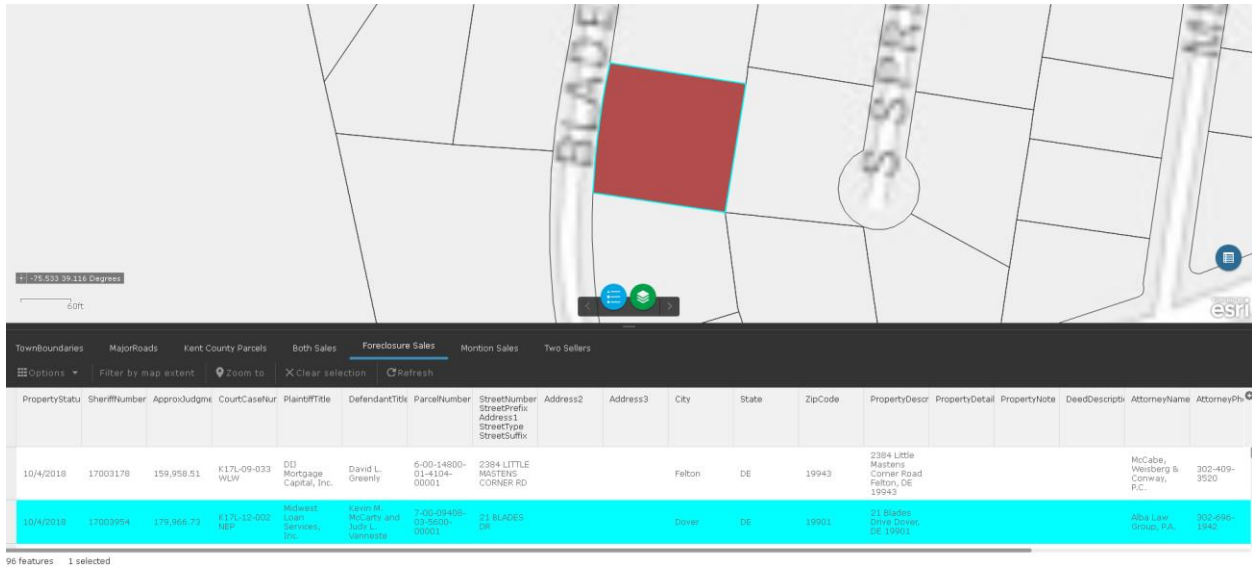 BLADE
S SPRI
-75.533 39.116 Degrees
60ft
esri
TownBoundaries MajorRoads Kent County Parcels Both Sales Foreclosure Sales Montion Sales Two Sellers
Options Filter by map extent Zoom to Clear selection Refresh
PropertyStatu SheriffNumber ApproxJudgme CourtCaseNur PlaintiffTitle DefendantTitle ParcelNumber StreetNumber Address2 Address3 City State ZipCode PropertyDescr PropertyDetail PropertyNote DeedDescripti AttorneyName AttorneyPh
StreetPrefix
Address1
StreetType
StreetSuffix
10/4/2018 17003178 159,958.51 K17L-09-033 WLW DIJ Mortgage Capital, Inc. David L. Greenly 6-00-14800-01-4104-00001 2384 LITTLE MASTENS CORNER RD Felton DE 19943 2384 Little Mastens Corner Road Felton, DE 19943 McCabe, Weisberg & Conway, P.C. 302-409-3520
10/4/2018 17003954 179,966.73 K17L-12-002 NEP Midwest Loan Services, Inc. Kevin M. McCarty and Judy L. Vanneste 7-00-09408-03-5600-00001 21 BLADES DR Dover DE 19901 21 Blades Drive Dover, DE 19901 Alba Law Group, P.A. 302-696-1942
96 features 1 selected